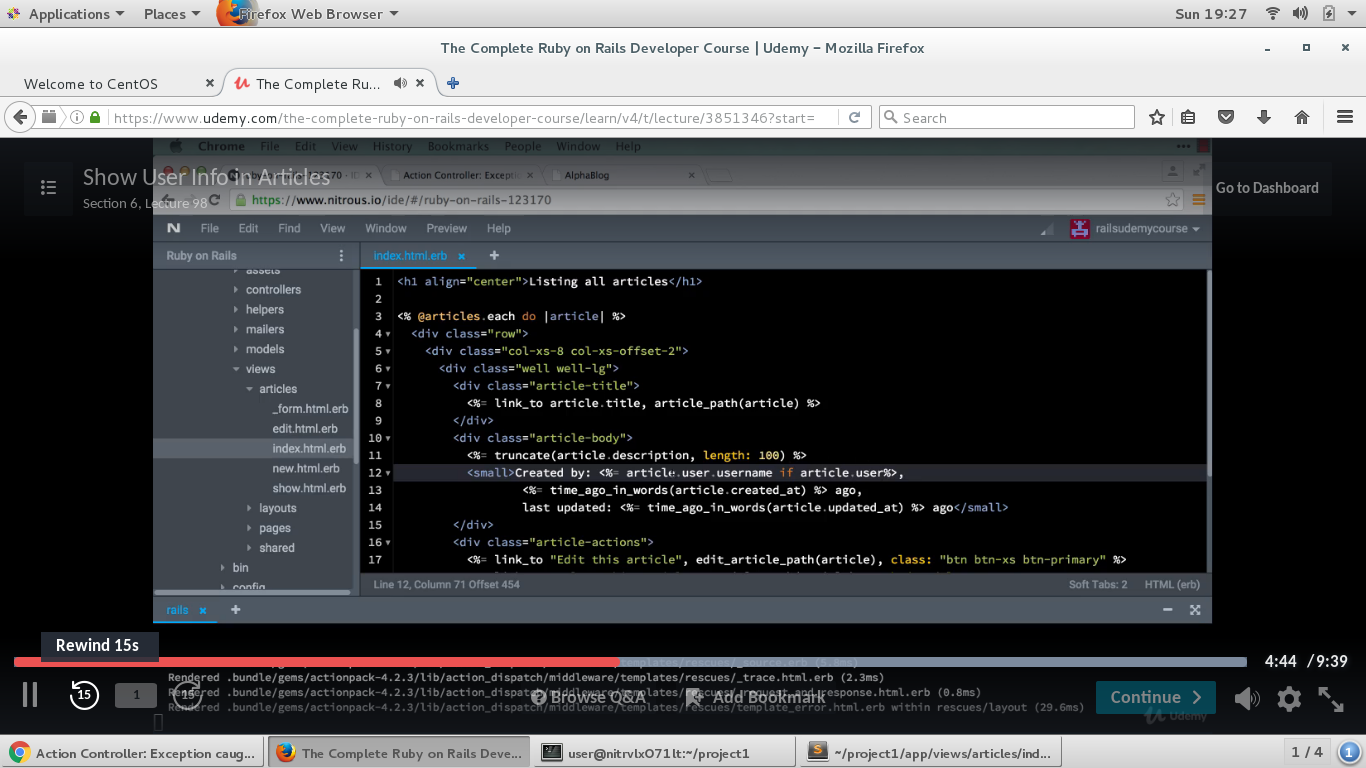 Applications Places Firefox Web Browser Sun 19:27
The Complete Ruby on Rails Developer Course | Udemy – Mozilla Firefox
Welcome to CentOS The Complete Ru...
https://www.udemy.com/the-complete-ruby-on-rails-developer-course/learn/v4/t/lecture/3851346?start= Search
Chrome File Edit View History Bookmarks People Window Help
Show User Info in Articles
Action Controller: Exceptio AlphaBlog
Go to Dashboard
Section 6, Lecture 98
https://www.nitrous.io/ide/#/ruby-on-rails-123170
N File Edit Find View Window Preview Help railsudemycourse
Ruby on Rails index.html.erb
assets
controllers
helpers
mailers
models
views
articles
_form.html.erb
edit.html.erb
index.html.erb
new.html.erb
show.html.erb
layouts
pages
shared
bin
config
1 <h1 align="center">Listing all articles</h1>
2
3 <% @articles.each do |article| %>
4 <div class="row">
5 <div class="col-xs-8 col-xs-offset-2">
6 <div class="well well-lg">
7 <div class="article-title">
8 <%= link_to article.title, article_path(article) %>
9 </div>
10 <div class="article-body">
11 <%= truncate(article.description, length: 100) %>
12 <small>Created by: <%= article.user.username if article.user%>,
13 <%= time_ago_in_words(article.created_at) %> ago,
14 last updated: <%= time_ago_in_words(article.updated_at) %> ago</small>
15 </div>
16 <div class="article-actions">
17 <%= link_to "Edit this article", edit_article_path(article), class: "btn btn-xs btn-primary" %>
Line 12, Column 71 Offset 454 Soft Tabs: 2 HTML (erb)
rails
Rewind 15s
4:44 / 9:39
Rendered .bundle/gems/actionpack-4.2.3/lib/action_dispatch/middleware/templates/rescues/_source.erb (5.8ms)
Rendered .bundle/gems/actionpack-4.2.3/lib/action_dispatch/middleware/templates/rescues/_trace.html.erb (2.3ms)
Rendered .bundle/gems/actionpack-4.2.3/lib/action_dispatch/middleware/templates/rescues/_request_and_response.html.erb (0.8ms)
Rendered .bundle/gems/actionpack-4.2.3/lib/action_dispatch/middleware/templates/rescues/template_error.html.erb within rescues/layout (29.6ms)
15 1 15 Browse Q&A Add Bookmark Continue
Udemy
Action Controller: Exception caug... The Complete Ruby on Rails Deve... user@nitrvlxO71lt:~/project1 ~/project1/app/views/articles/ind... 1 / 4 1